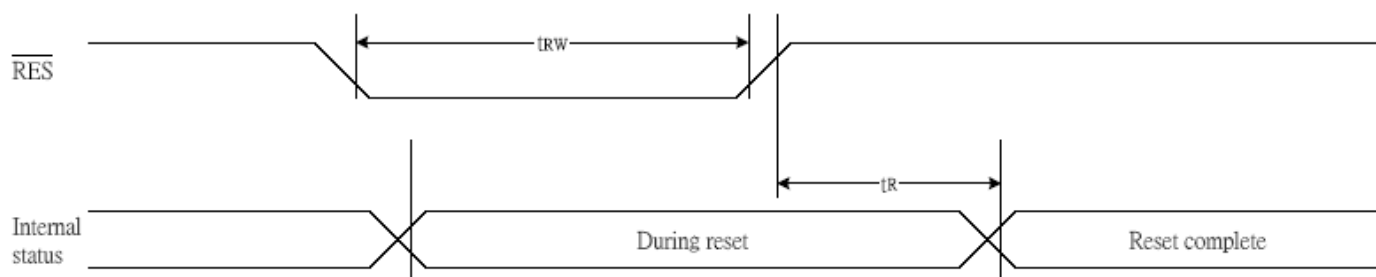 RES
tRW
tR
Internal
status
During reset
Reset complete